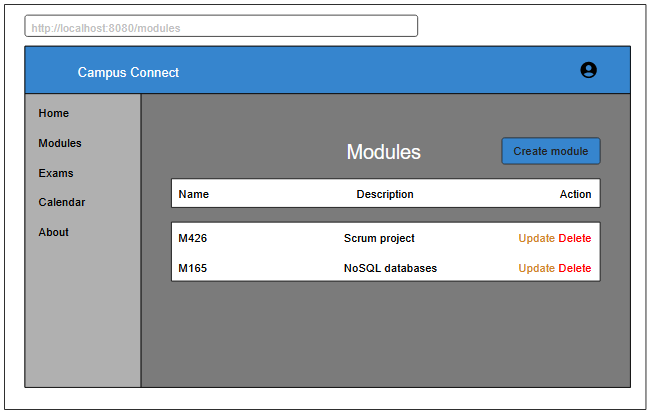 http://localhost:8080/modules
Campus Connect
Home
Modules
Exams
Calendar
About
Modules
Create module
Name Description Action
M426 Scrum project Update Delete
M165 NoSQL databases Update Delete